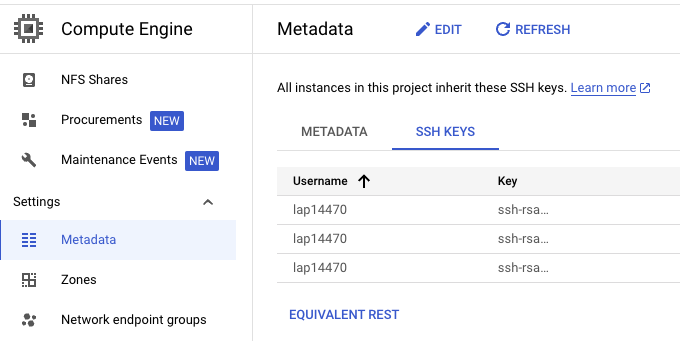 Compute Engine
NFS Shares
Procurements NEW
Maintenance Events NEW
Settings
Metadata
Zones
Network endpoint groups
Metadata EDIT REFRESH
All instances in this project inherit these SSH keys. Learn more
METADATA SSH KEYS
Username Key
lap14470 ssh-rsa...
lap14470 ssh-rsa...
lap14470 ssh-rsa...
EQUIVALENT REST